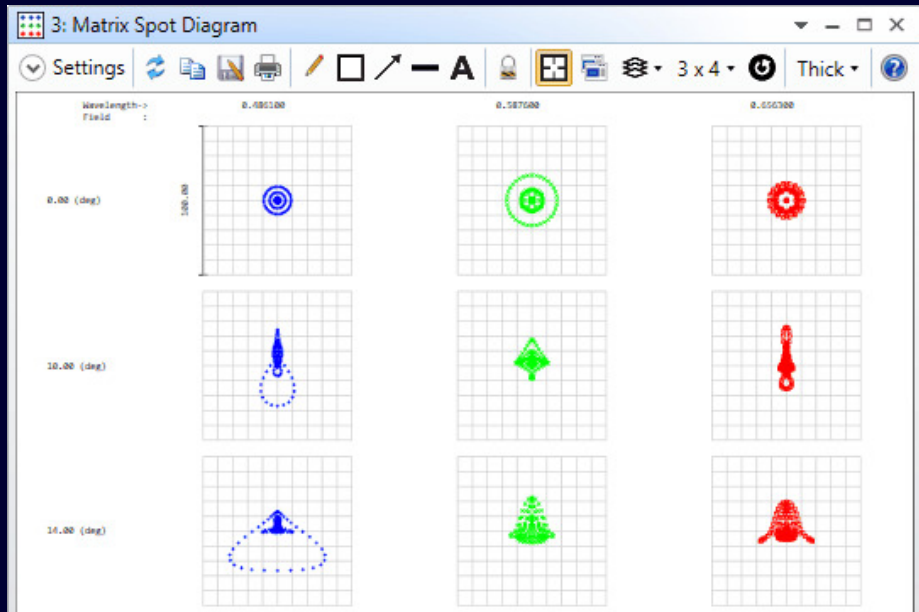 3: Matrix Spot Diagram
Settings A 3 x 4 Thick ?
Wavelength-> 0.486100 0.587600 0.656300
Field :
0.00 (deg)
100.00
10.00 (deg)
14.00 (deg)